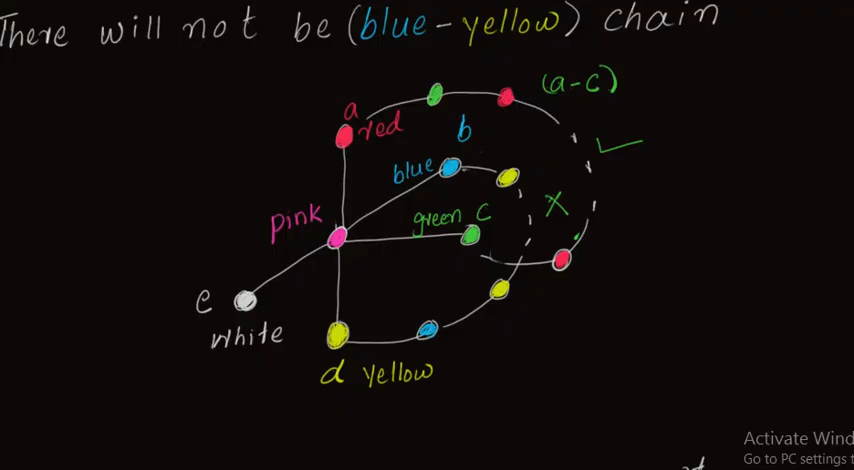 There will not be (blue-yellow) chain
(a-c)
a
red
b
blue
pink
green c
e
white
d yellow
Activate Wind
Go to PC settings t